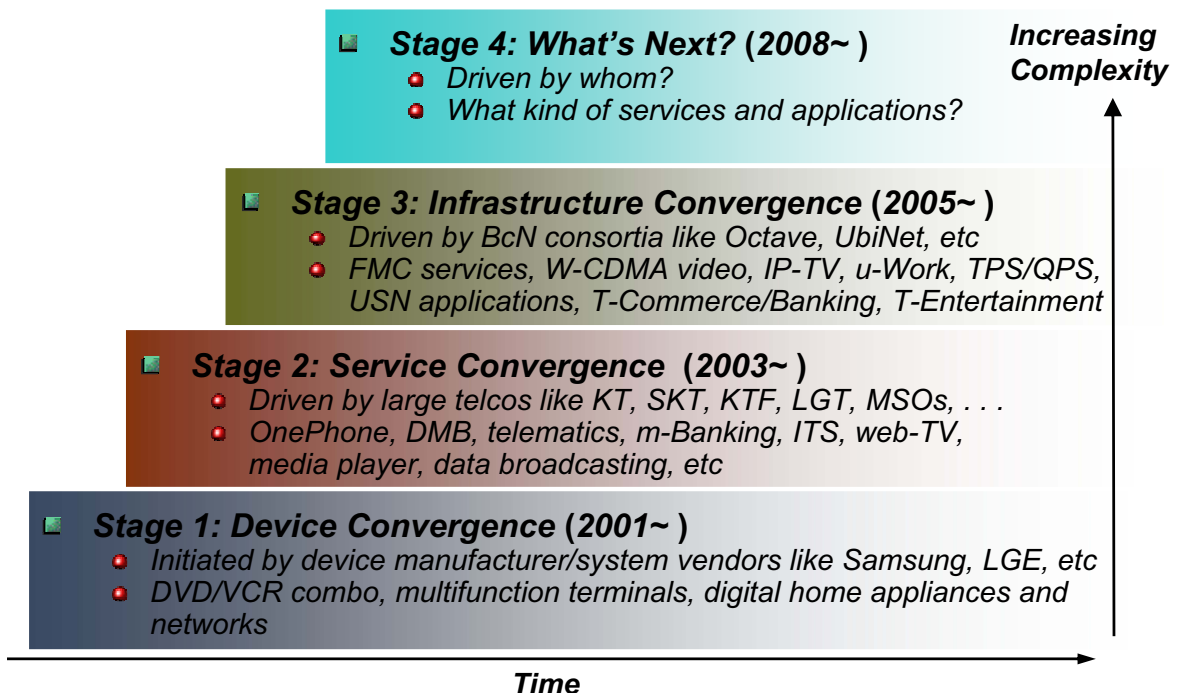 Stage 4: What's Next? (2008~ )
Driven by whom?
What kind of services and applications?
Increasing
Complexity
Stage 3: Infrastructure Convergence (2005~ )
Driven by BcN consortia like Octave, UbiNet, etc
FMC services, W-CDMA video, IP-TV, u-Work, TPS/QPS,
USN applications, T-Commerce/Banking, T-Entertainment
Stage 2: Service Convergence (2003~ )
Driven by large telcos like KT, SKT, KTF, LGT, MSOs, . . .
OnePhone, DMB, telematics, m-Banking, ITS, web-TV,
media player, data broadcasting, etc
Stage 1: Device Convergence (2001~ )
Initiated by device manufacturer/system vendors like Samsung, LGE, etc
DVD/VCR combo, multifunction terminals, digital home appliances and
networks
Time